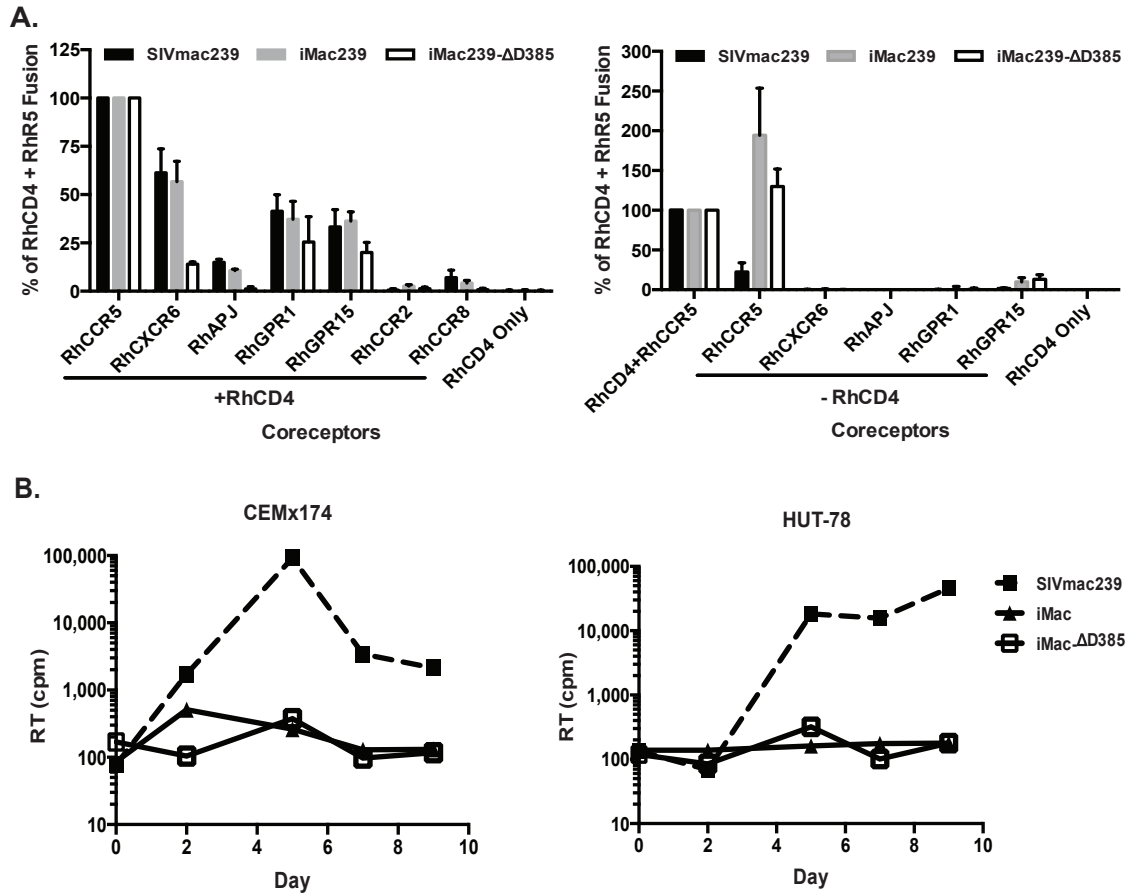 A.
SIVmac239 iMac239 iMac239-ΔD385
% of RhCD4 + RhR5 Fusion
125
100
75
50
25
0
RhCCR5
RhCXCR6
RhAPJ
RhGPR1
RhGPR15
RhCCR2
RhCCR8
RhCD4 Only
+RhCD4
Coreceptors
SIVmac239 iMac239 iMac239-ΔD385
% of RhCD4 + RhR5 Fusion
300
250
200
150
100
50
0
RhCD4+RhCCR5
RhCCR5
RhCXCR6
RhAPJ
RhGPR1
RhGPR15
RhCD4 Only
- RhCD4
Coreceptors
B.
CEMx174
RT (cpm)
100,000
10,000
1,000
100
10
0 2 4 6 8 10
Day
HUT-78
RT (cpm)
100,000
10,000
1,000
100
10
0 2 4 6 8 10
Day
SIVmac239
iMac
iMac-ΔD385